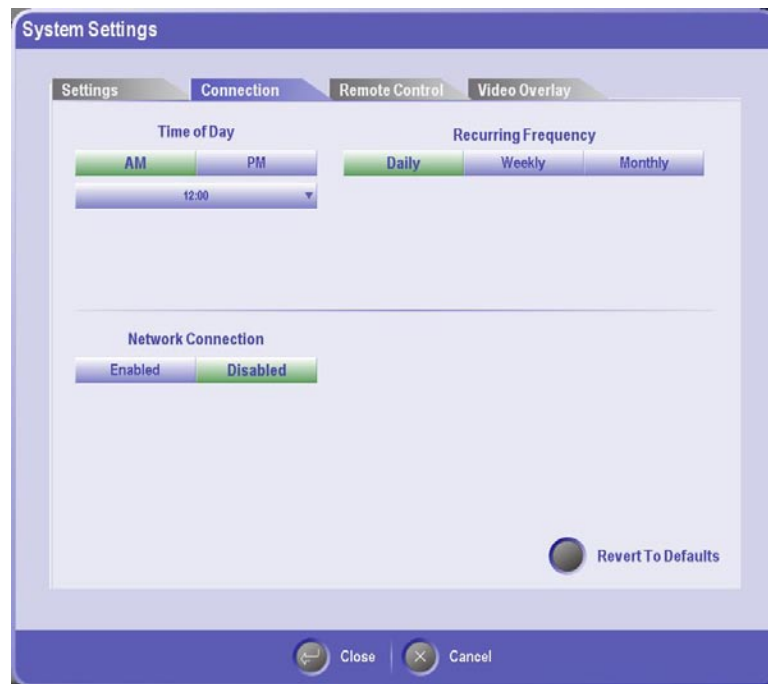 System Settings
Settings Connection Remote Control Video Overlay
Time of Day
AM PM
12:00
Recurring Frequency
Daily Weekly Monthly
Network Connection
Enabled Disabled
Revert To Defaults
Close Cancel